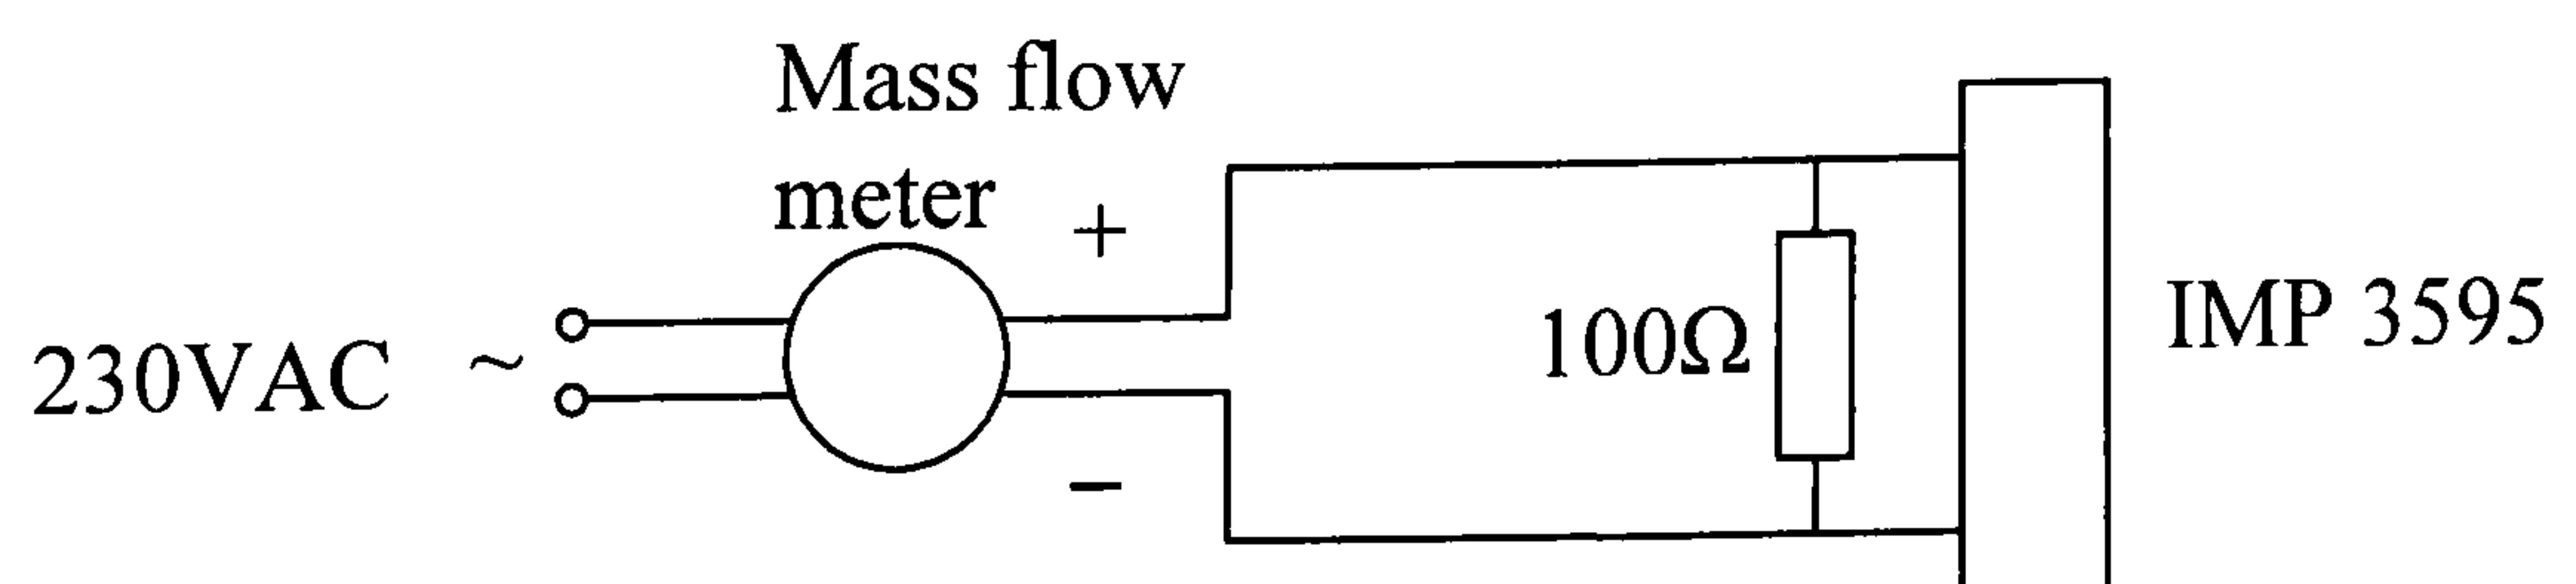 Mass flow
meter
+
230VAC ~
100Ω
IMP 3595
−